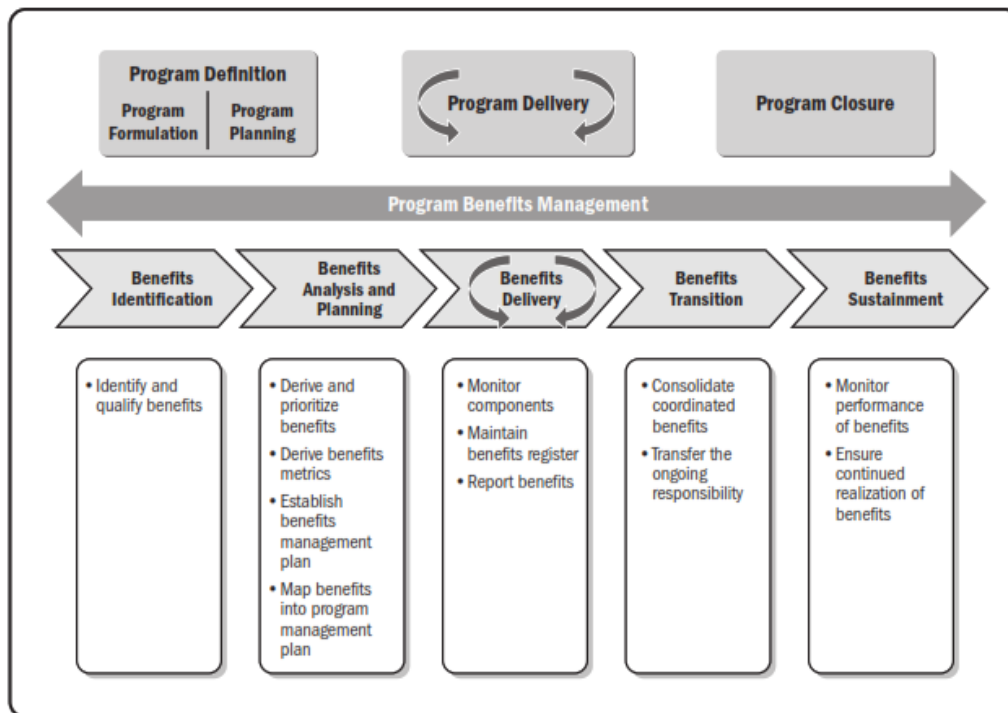 Program Definition
Program
Formulation
Program
Planning
Program Delivery
Program Closure
Program Benefits Management
Benefits
Identification
Benefits
Analysis and
Planning
Benefits
Delivery
Benefits
Transition
Benefits
Sustainment
• Identify and
qualify benefits
• Derive and
prioritize
benefits
• Derive benefits
metrics
• Establish
benefits
management
plan
• Map benefits
into program
management
plan
• Monitor
components
• Maintain
benefits register
• Report benefits
• Consolidate
coordinated
benefits
• Transfer the
ongoing
responsibility
• Monitor
performance
of benefits
• Ensure
continued
realization of
benefits